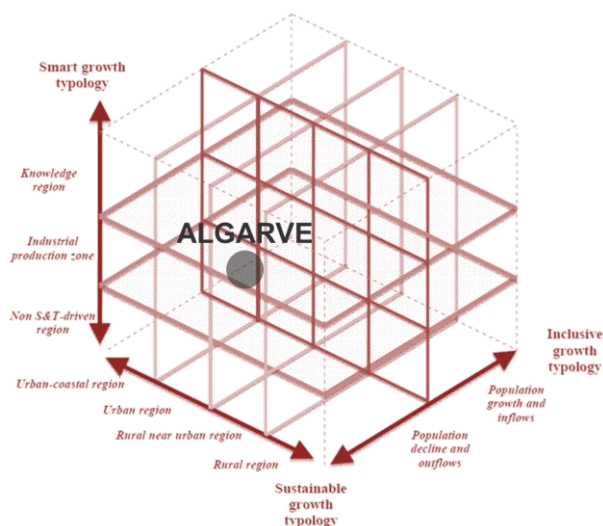 Smart growth
typology
Knowledge
region
ALGARVE
Industrial
production zone
Non S&T-driven
region
Inclusive
growth
typology
Urban-coastal region
Population
growth and
inflows
Urban region
Rural near urban region
Population
decline and
outflows
Rural region
Sustainable
growth
typology